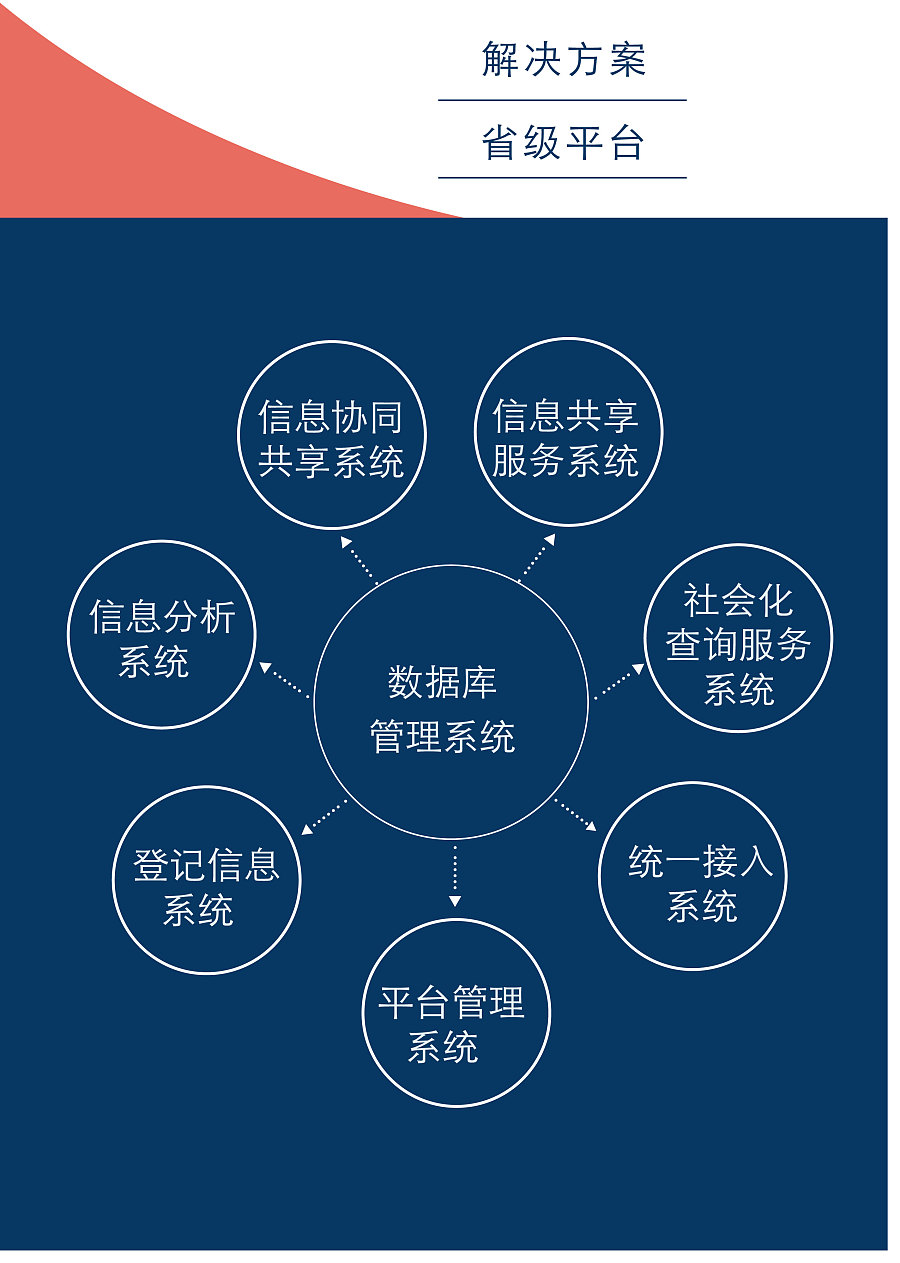 解决方案
省级平台
信息协同
共享系统
信息共享
服务系统
信息分析
系统
社会化
查询服务
系统
数据库
管理系统
登记信息
系统
统一接入
系统
平台管理
系统